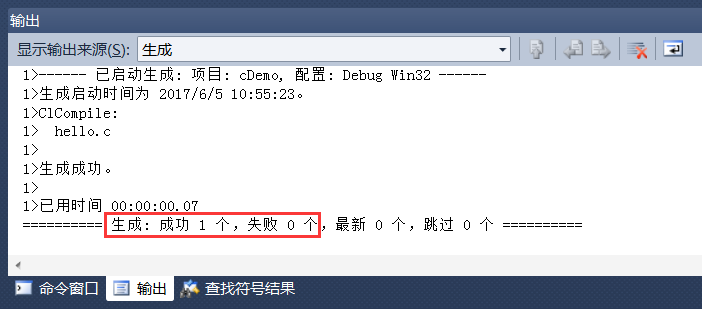 输出
显示输出来源(S): 生成
1>------ 已启动生成: 项目: cDemo, 配置: Debug Win32 ------
1>生成启动时间为 2017/6/5 10:55:23。
1>ClCompile:
1>  hello.c
1>
1>生成成功。
1>
1>已用时间 00:00:00.07
========== 生成: 成功 1 个，失败 0 个，最新 0 个，跳过 0 个 ==========
命令窗口 输出 查找符号结果